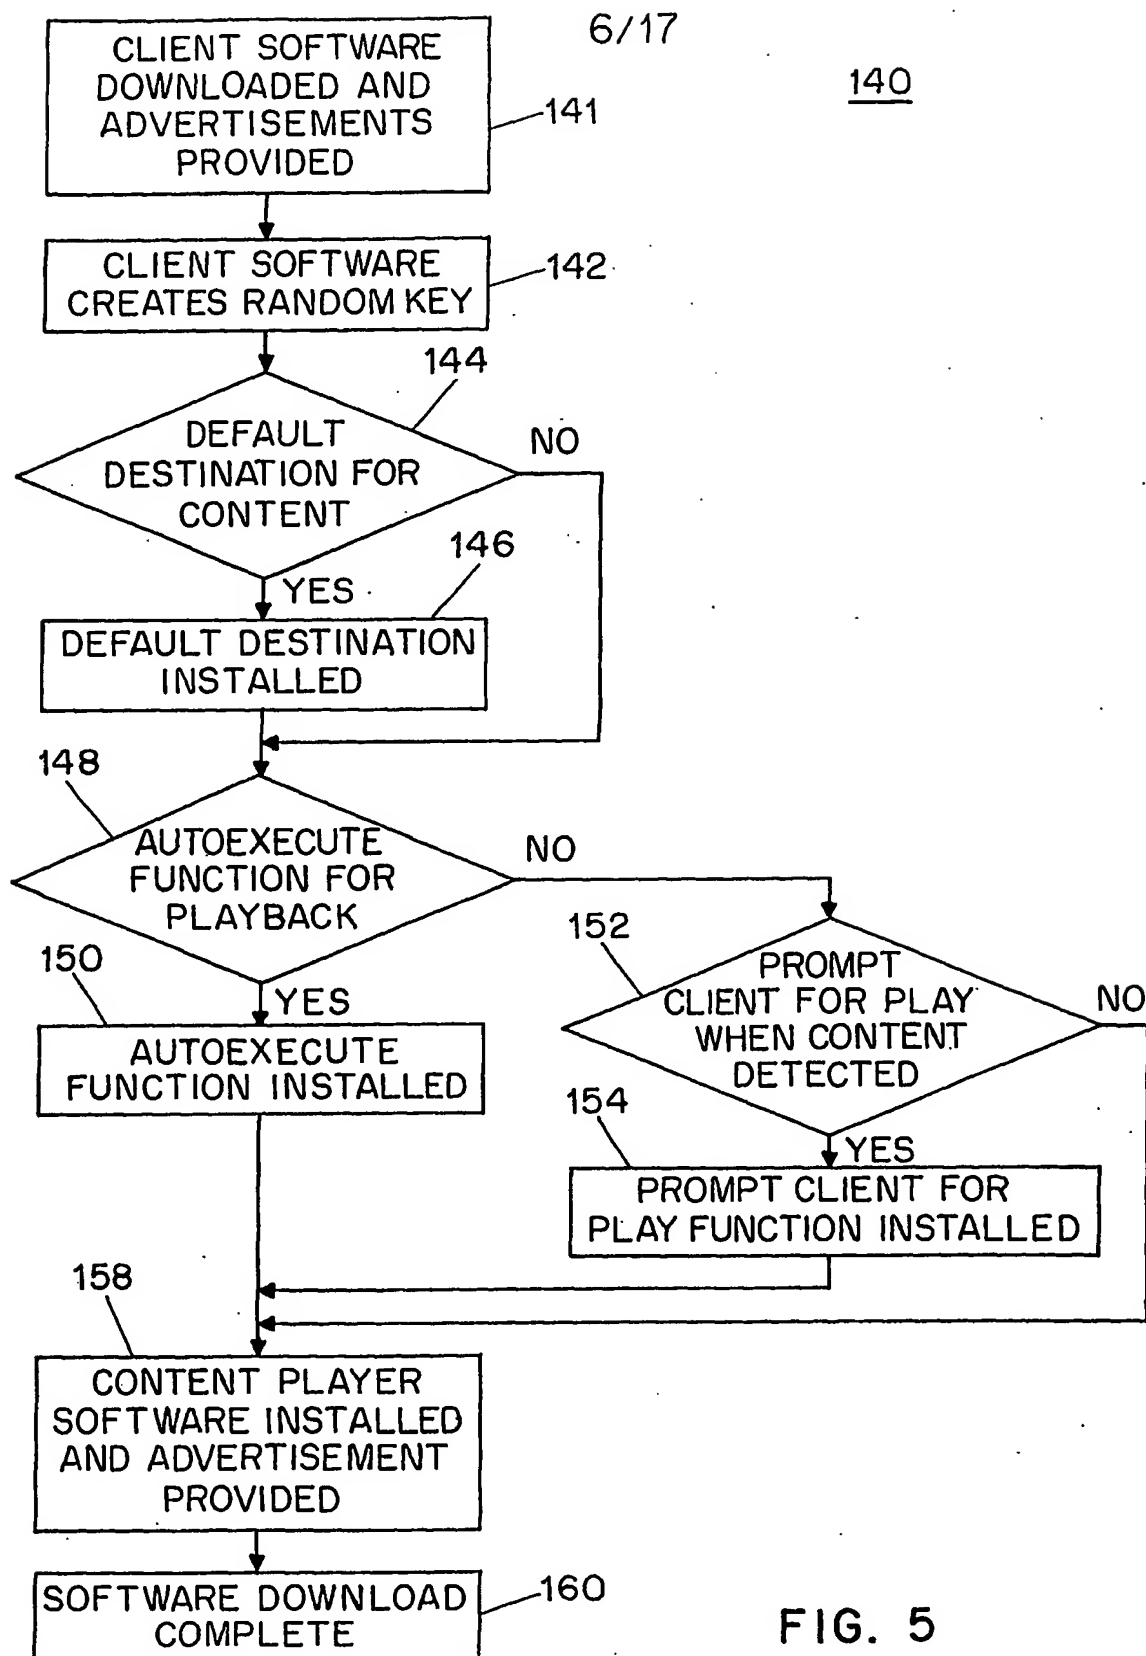 6/17
140
CLIENT SOFTWARE
DOWNLOADED AND
ADVERTISEMENTS
PROVIDED
141
CLIENT SOFTWARE
CREATES RANDOM KEY
142
144
DEFAULT
DESTINATION FOR
CONTENT
NO
YES
146
DEFAULT DESTINATION
INSTALLED
148
AUTOEXECUTE
FUNCTION FOR
PLAYBACK
NO
YES
150
AUTOEXECUTE
FUNCTION INSTALLED
152
PROMPT
CLIENT FOR PLAY
WHEN CONTENT
DETECTED
NO
YES
154
PROMPT CLIENT FOR
PLAY FUNCTION INSTALLED
158
CONTENT PLAYER
SOFTWARE INSTALLED
AND ADVERTISEMENT
PROVIDED
SOFTWARE DOWNLOAD
COMPLETE
160
FIG. 5